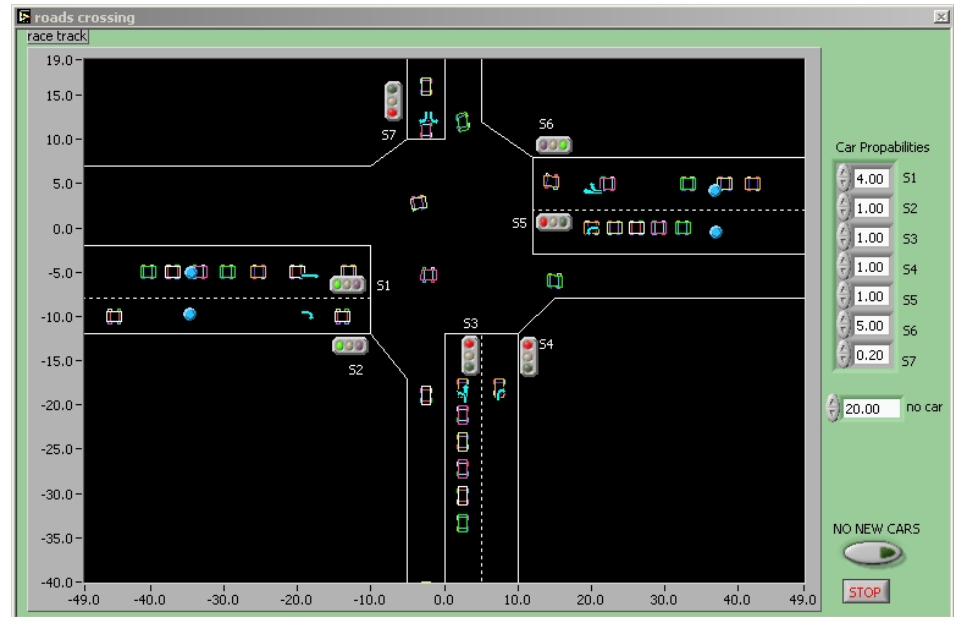 roads crossing
race track
19.0
15.0
10.0
5.0
0.0
-5.0
-10.0
-15.0
-20.0
-25.0
-30.0
-35.0
-40.0
-49.0 -40.0 -30.0 -20.0 -10.0 0.0 10.0 20.0 30.0 40.0 49.0
S7
S6
S5
S1
S2
S3
S4
Car Propabilities
4.00 S1
1.00 S2
1.00 S3
1.00 S4
1.00 S5
5.00 S6
0.20 S7
20.00 no car
NO NEW CARS
STOP